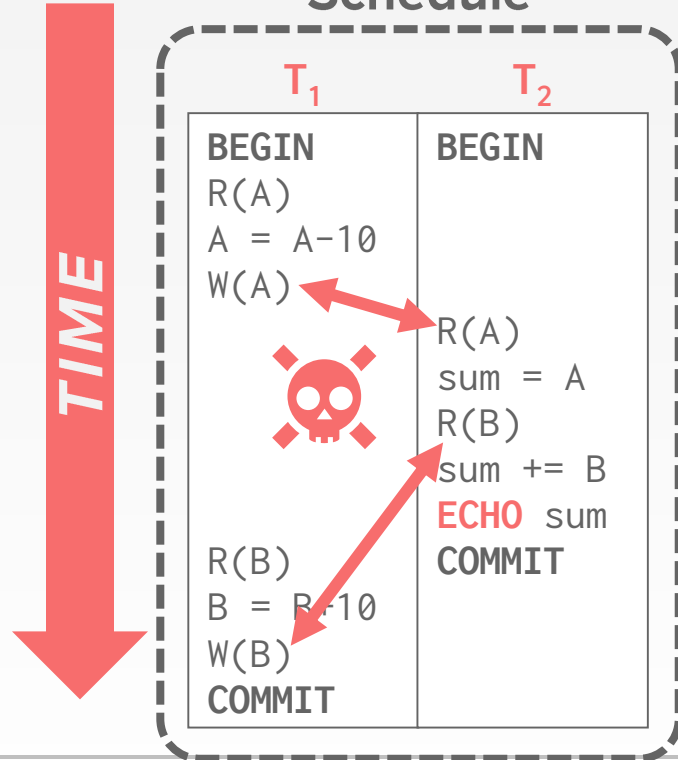 Schedule
TIME
T1
T2
BEGIN
R(A)
A = A-10
W(A)
R(B)
B = B+10
W(B)
COMMIT
BEGIN
R(A)
sum = A
R(B)
sum += B
ECHO sum
COMMIT